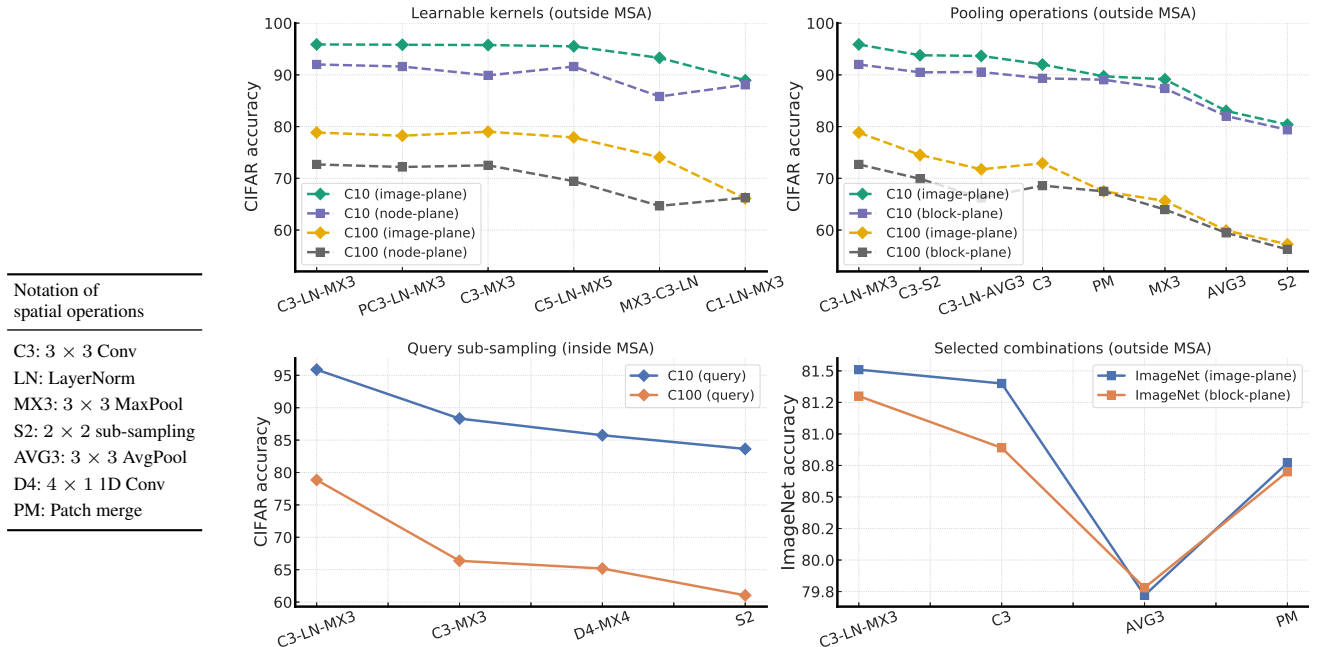 Notation of
spatial operations
C3: 3 × 3 Conv
LN: LayerNorm
MX3: 3 × 3 MaxPool
S2: 2 × 2 sub-sampling
AVG3: 3 × 3 AvgPool
D4: 4 × 1 1D Conv
PM: Patch merge
Learnable kernels (outside MSA)
CIFAR accuracy
100
90
80
70
60
C10 (image-plane)
C10 (node-plane)
C100 (image-plane)
C100 (node-plane)
C3-LN-MX3
PC3-LN-MX3
C3-MX3
C5-LN-MX5
MX3-C3-LN
C1-LN-MX3
Pooling operations (outside MSA)
CIFAR accuracy
100
90
80
70
60
C10 (image-plane)
C10 (block-plane)
C100 (image-plane)
C100 (block-plane)
C3-LN-MX3
C3-S2
C3-LN-AVG3
C3
PM
MX3
AVG3
S2
Query sub-sampling (inside MSA)
CIFAR accuracy
95
90
85
80
75
70
65
60
C10 (query)
C100 (query)
C3-LN-MX3
C3-MX3
D4-MX4
S2
Selected combinations (outside MSA)
ImageNet accuracy
81.5
81.2
81.0
80.8
80.5
80.2
80.0
79.8
ImageNet (image-plane)
ImageNet (block-plane)
C3-LN-MX3
C3
AVG3
PM